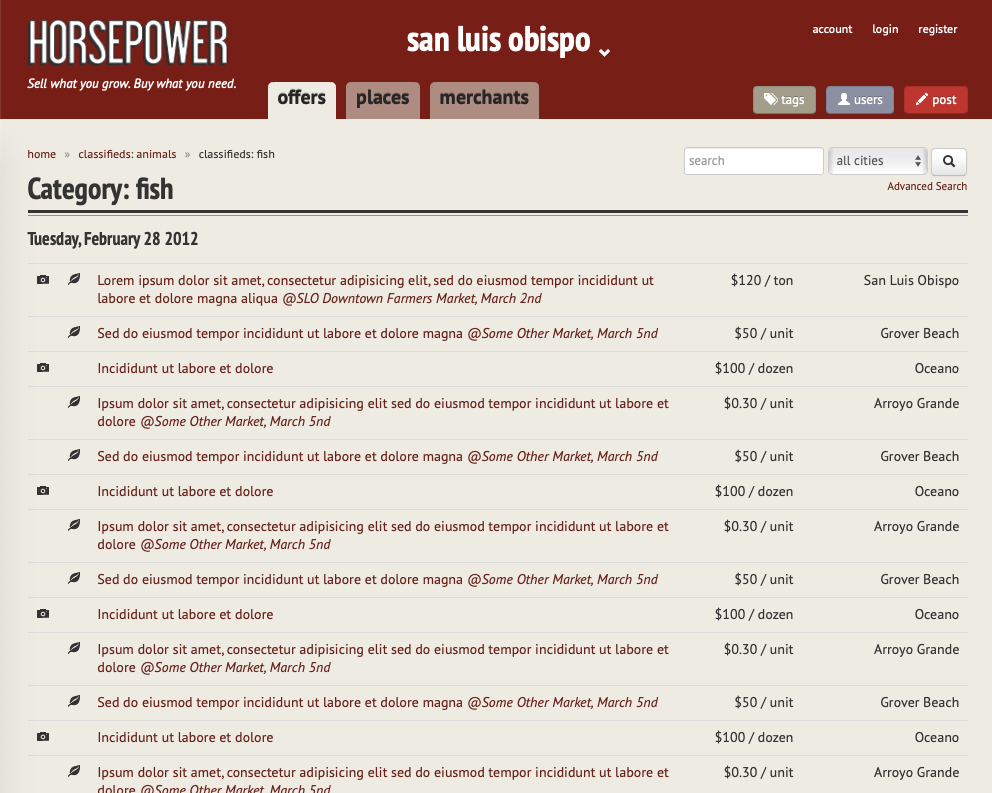 HORSEPOWER
Sell what you grow. Buy what you need.
san luis obispo
account login register
offers places merchants
tags users post
home » classifieds: animals » classifieds: fish
search all cities
Advanced Search
Category: fish
Tuesday, February 28 2012
Lorem ipsum dolor sit amet, consectetur adipisicing elit, sed do eiusmod tempor incididunt ut $120 / ton San Luis Obispo
labore et dolore magna aliqua @SLO Downtown Farmers Market, March 2nd
Sed do eiusmod tempor incididunt ut labore et dolore magna @Some Other Market, March 5nd $50 / unit Grover Beach
Incididunt ut labore et dolore $100 / dozen Oceano
Ipsum dolor sit amet, consectetur adipisicing elit sed do eiusmod tempor incididunt ut labore et $0.30 / unit Arroyo Grande
dolore @Some Other Market, March 5nd
Sed do eiusmod tempor incididunt ut labore et dolore magna @Some Other Market, March 5nd $50 / unit Grover Beach
Incididunt ut labore et dolore $100 / dozen Oceano
Ipsum dolor sit amet, consectetur adipisicing elit sed do eiusmod tempor incididunt ut labore et $0.30 / unit Arroyo Grande
dolore @Some Other Market, March 5nd
Sed do eiusmod tempor incididunt ut labore et dolore magna @Some Other Market, March 5nd $50 / unit Grover Beach
Incididunt ut labore et dolore $100 / dozen Oceano
Ipsum dolor sit amet, consectetur adipisicing elit sed do eiusmod tempor incididunt ut labore et $0.30 / unit Arroyo Grande
dolore @Some Other Market, March 5nd
Sed do eiusmod tempor incididunt ut labore et dolore magna @Some Other Market, March 5nd $50 / unit Grover Beach
Incididunt ut labore et dolore $100 / dozen Oceano
Ipsum dolor sit amet, consectetur adipisicing elit sed do eiusmod tempor incididunt ut labore et $0.30 / unit Arroyo Grande
dolore @Some Other Market, March 5nd